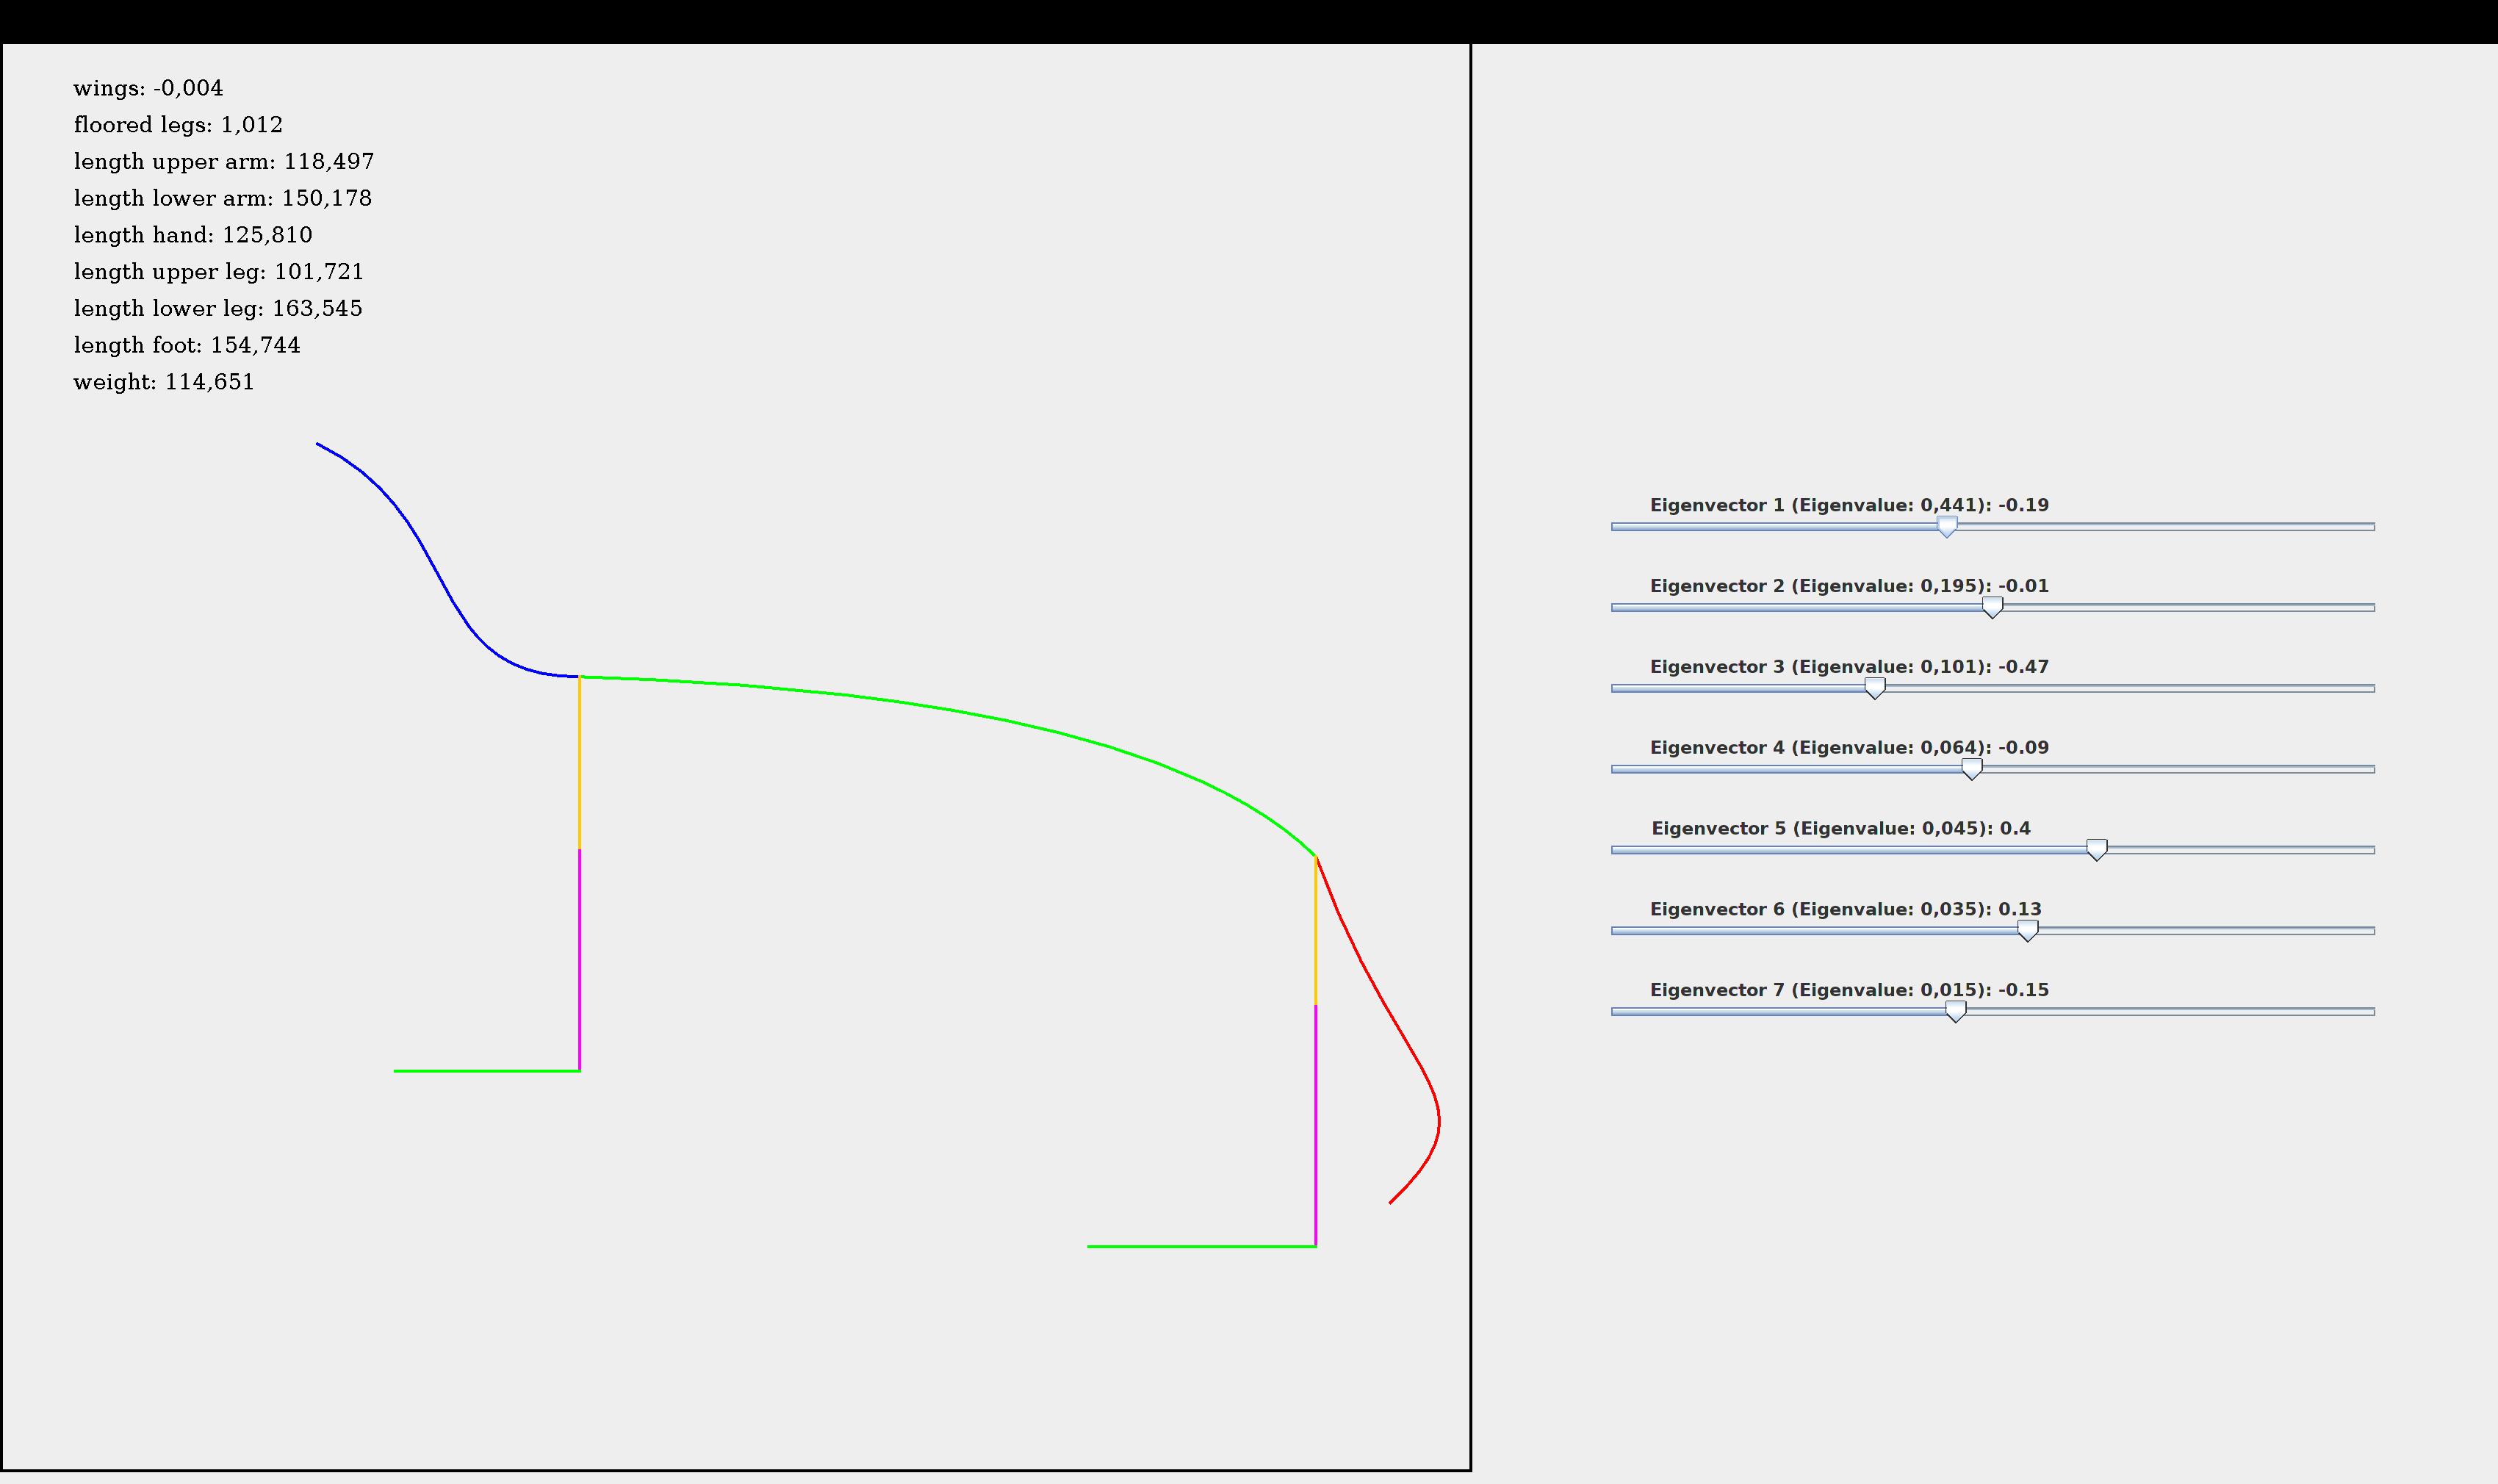 wings: -0,004
floored legs: 1,012
length upper arm: 118,497
length lower arm: 150,178
length hand: 125,810
length upper leg: 101,721
length lower leg: 163,545
length foot: 154,744
weight: 114,651
Eigenvector 1 (Eigenvalue: 0,441): -0.19
Eigenvector 2 (Eigenvalue: 0,195): -0.01
Eigenvector 3 (Eigenvalue: 0,101): -0.47
Eigenvector 4 (Eigenvalue: 0,064): -0.09
Eigenvector 5 (Eigenvalue: 0,045): 0.4
Eigenvector 6 (Eigenvalue: 0,035): 0.13
Eigenvector 7 (Eigenvalue: 0,015): -0.15